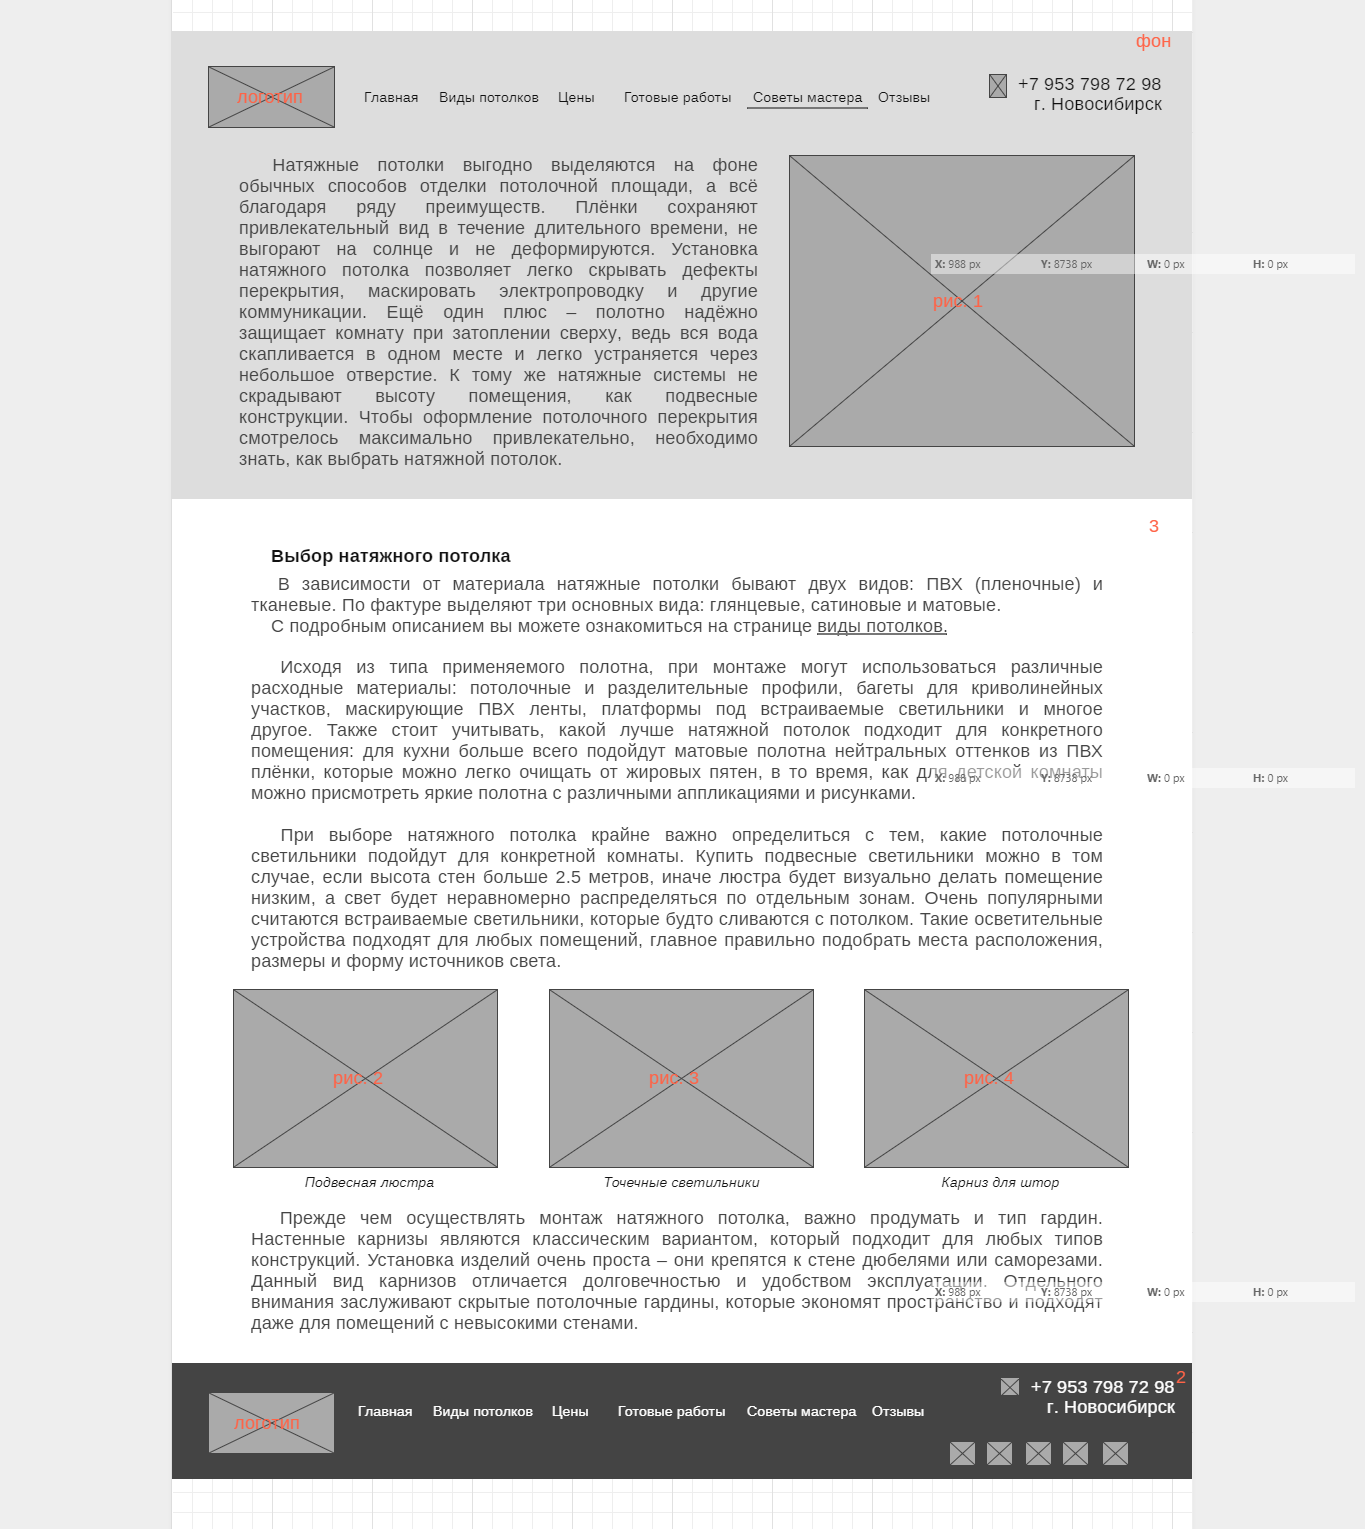 фон
логотип
Главная Виды потолков Цены Готовые работы Советы мастера Отзывы
+7 953 798 72 98
г. Новосибирск
Натяжные потолки выгодно выделяются на фоне
обычных способов отделки потолочной площади, а всё
благодаря ряду преимуществ. Плёнки сохраняют
привлекательный вид в течение длительного времени, не
выгорают на солнце и не деформируются. Установка
натяжного потолка позволяет легко скрывать дефекты
перекрытия, маскировать электропроводку и другие
коммуникации. Ещё один плюс – полотно надёжно
защищает комнату при затоплении сверху, ведь вся вода
скапливается в одном месте и легко устраняется через
небольшое отверстие. К тому же натяжные системы не
скрадывают высоту помещения, как подвесные
конструкции. Чтобы оформление потолочного перекрытия
смотрелось максимально привлекательно, необходимо
знать, как выбрать натяжной потолок.
X: 988 px Y: 8738 px W: 0 px H: 0 px
рис. 1
3
Выбор натяжного потолка
В зависимости от материала натяжные потолки бывают двух видов: ПВХ (пленочные) и
тканевые. По фактуре выделяют три основных вида: глянцевые, сатиновые и матовые.
С подробным описанием вы можете ознакомиться на странице виды потолков.
Исходя из типа применяемого полотна, при монтаже могут использоваться различные
расходные материалы: потолочные и разделительные профили, багеты для криволинейных
участков, маскирующие ПВХ ленты, платформы под встраиваемые светильники и многое
другое. Также стоит учитывать, какой лучше натяжной потолок подходит для конкретного
помещения: для кухни больше всего подойдут матовые полотна нейтральных оттенков из ПВХ
плёнки, которые можно легко очищать от жировых пятен, в то время, как для детской комнаты
X: 988 px Y: 8738 px W: 0 px H: 0 px
можно присмотреть яркие полотна с различными аппликациями и рисунками.
При выборе натяжного потолка крайне важно определиться с тем, какие потолочные
светильники подойдут для конкретной комнаты. Купить подвесные светильники можно в том
случае, если высота стен больше 2.5 метров, иначе люстра будет визуально делать помещение
низким, а свет будет неравномерно распределяться по отдельным зонам. Очень популярными
считаются встраиваемые светильники, которые будто сливаются с потолком. Такие осветительные
устройства подходят для любых помещений, главное правильно подобрать места расположения,
размеры и форму источников света.
рис. 2 рис. 3 рис. 4
Подвесная люстра Точечные светильники Карниз для штор
Прежде чем осуществлять монтаж натяжного потолка, важно продумать и тип гардин.
Настенные карнизы являются классическим вариантом, который подходит для любых типов
конструкций. Установка изделий очень проста – они крепятся к стене дюбелями или саморезами.
Данный вид карнизов отличается долговечностью и удобством эксплуатации. Отдельного
X: 988 px Y: 8738 px W: 0 px H: 0 px
внимания заслуживают скрытые потолочные гардины, которые экономят пространство и подходят
даже для помещений с невысокими стенами.
2
логотип
Главная Виды потолков Цены Готовые работы Советы мастера Отзывы
+7 953 798 72 98
г. Новосибирск